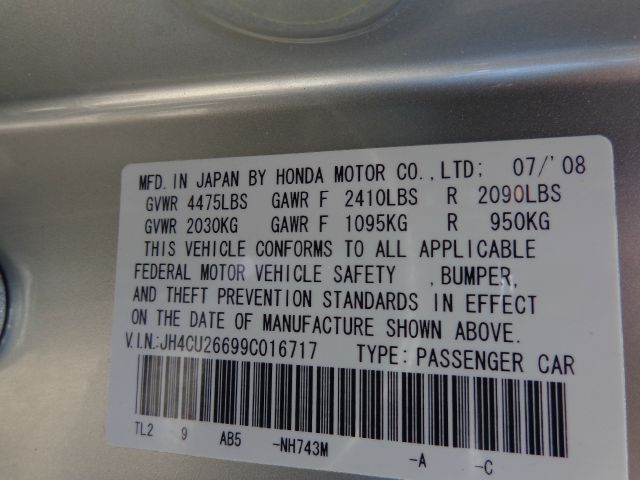 MFD. IN JAPAN BY HONDA MOTOR CO., LTD; 07/'08
GVWR 4475LBS GAWR F 2410LBS R 2090LBS
GVWR 2030KG GAWR F 1095KG R 950KG
THIS VEHICLE CONFORMS TO ALL APPLICABLE
FEDERAL MOTOR VEHICLE SAFETY , BUMPER,
AND THEFT PREVENTION STANDARDS IN EFFECT
ON THE DATE OF MANUFACTURE SHOWN ABOVE.
V.I.N.:JH4CU26699C016717 TYPE: PASSENGER CAR
TL2 9 AB5 -NH743M -A -C